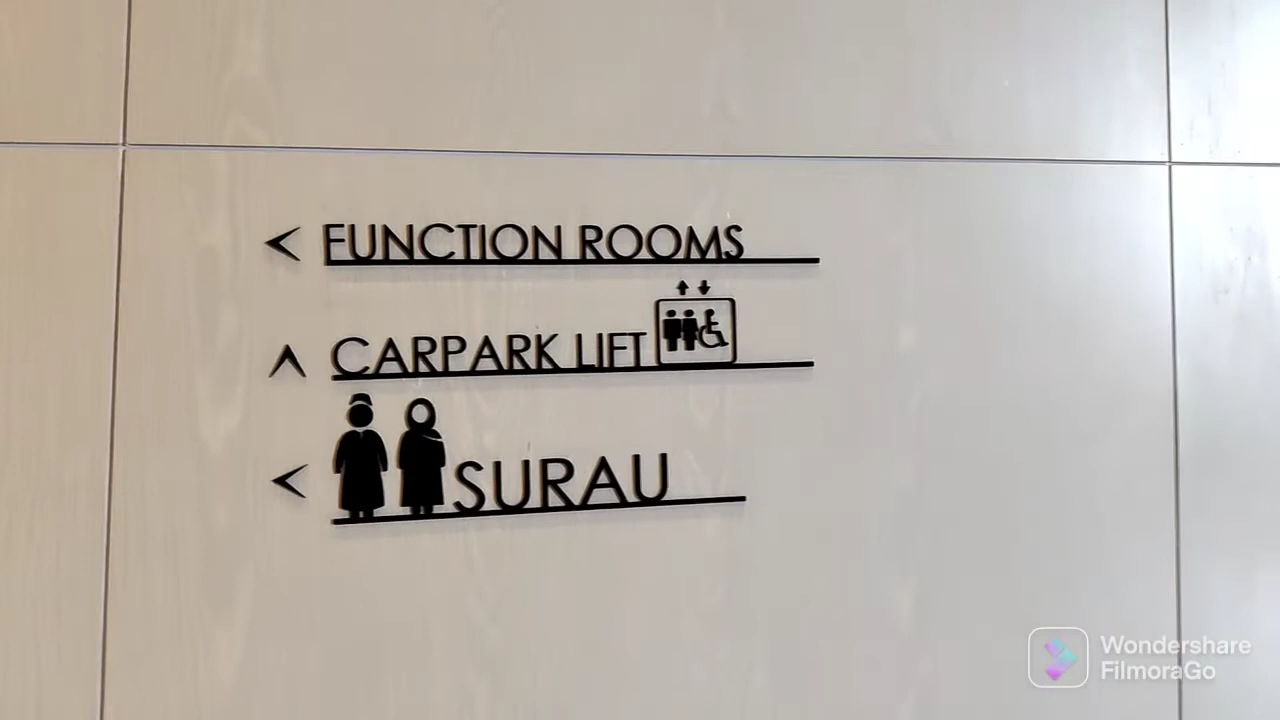 < FUNCTION ROOMS
^ CARPARK LIFT
< SURAU
Wondershare
FilmoraGo